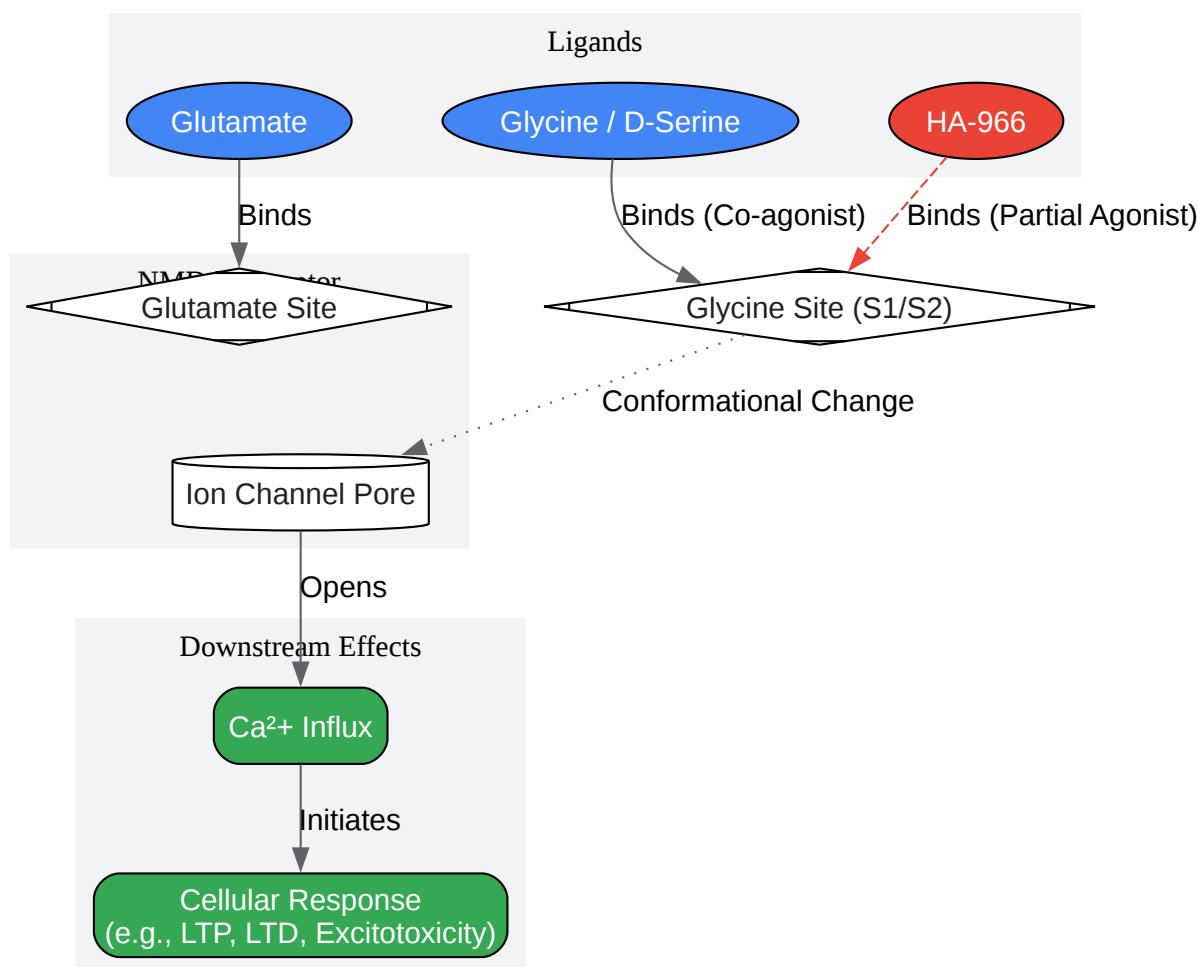 Ligands
Glutamate
Glycine / D-Serine
HA-966
Binds
Binds (Co-agonist)
Binds (Partial Agonist)
Glutamate Site
Glycine Site (S1/S2)
Conformational Change
Ion Channel Pore
Opens
Downstream Effects
Ca²+ Influx
Initiates
Cellular Response
(e.g., LTP, LTD, Excitotoxicity)